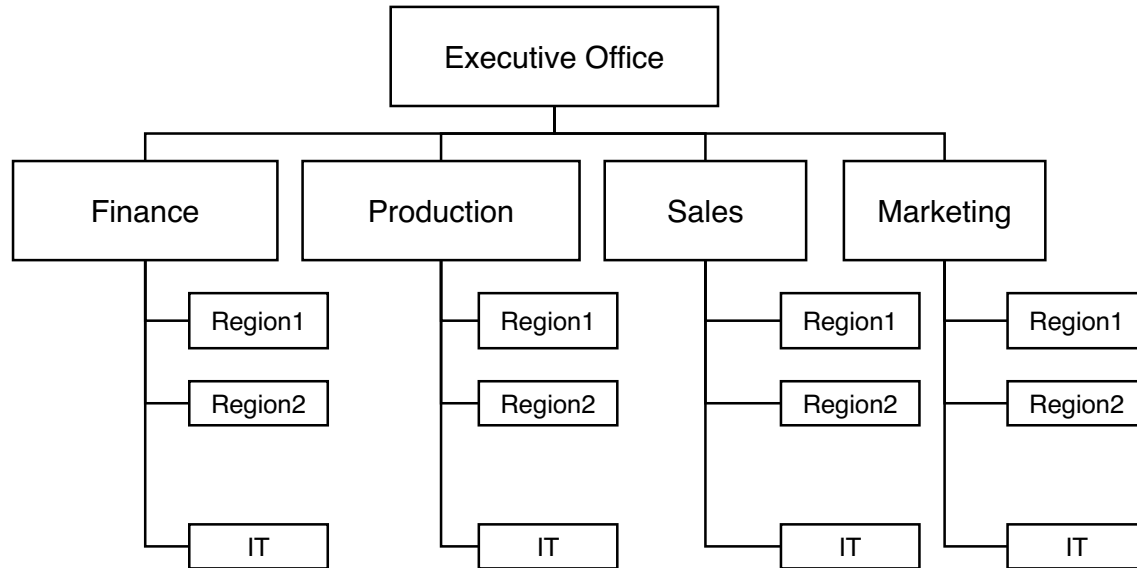 Executive Office
Finance
Production
Sales
Marketing
Region1
Region1
Region1
Region1
Region2
Region2
Region2
Region2
IT
IT
IT
IT